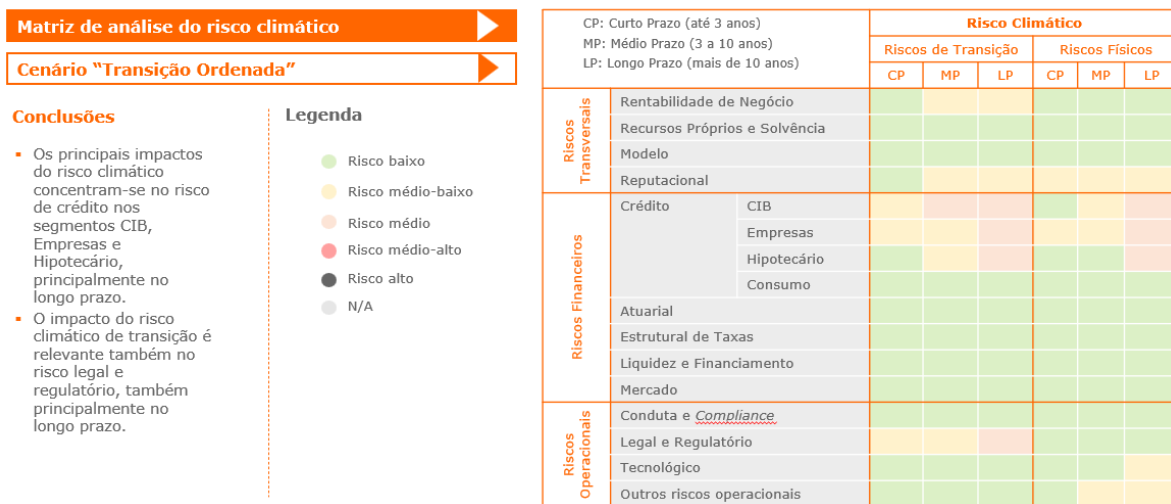 Matriz de análise do risco climático
Cenário “Transição Ordenada”
Conclusões
▪ Os principais impactos
do risco climático
concentram-se no risco
de crédito nos
segmentos CIB,
Empresas e
Hipotecário,
principalmente no
longo prazo.
▪ O impacto do risco
climático de transição é
relevante também no
risco legal e
regulatório, também
principalmente no
longo prazo.
Legenda
Risco baixo
Risco médio-baixo
Risco médio
Risco médio-alto
Risco alto
N/A
CP: Curto Prazo (até 3 anos)
MP: Médio Prazo (3 a 10 anos)
LP: Longo Prazo (mais de 10 anos)
Risco Climático
Riscos de Transição Riscos Físicos
CP MP LP CP MP LP
Riscos
Transversais
Rentabilidade de Negócio
Recursos Próprios e Solvência
Modelo
Reputacional
Riscos Financeiros
Crédito CIB
Empresas
Hipotecário
Consumo
Atuarial
Estrutural de Taxas
Liquidez e Financiamento
Mercado
Riscos
Operacionais
Conduta e Compliance
Legal e Regulatório
Tecnológico
Outros riscos operacionais